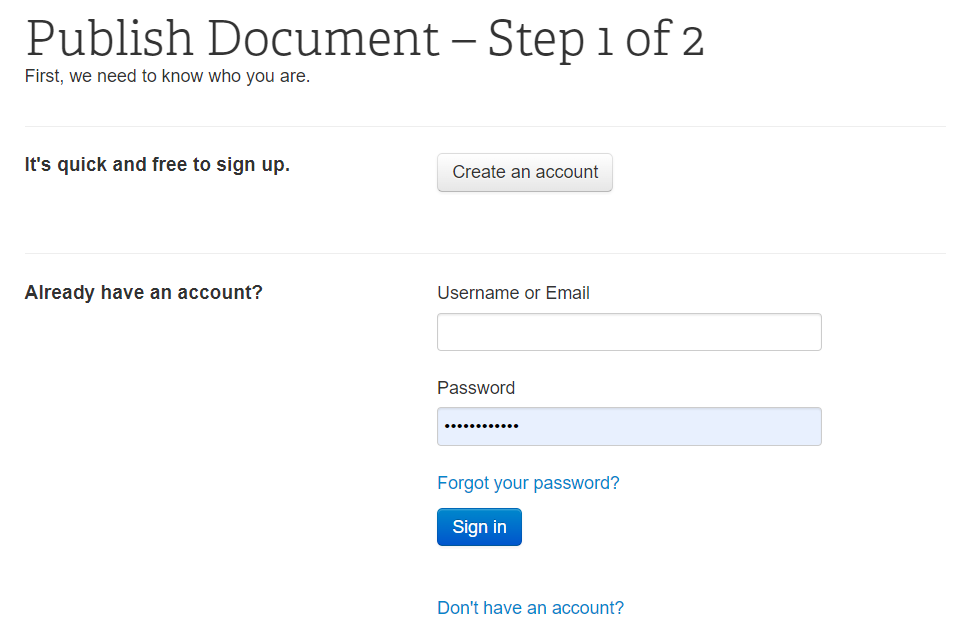 Publish Document – Step 1 of 2
First, we need to know who you are.
It's quick and free to sign up.
Create an account
Already have an account?
Username or Email
Password
••••••••••••
Forgot your password?
Sign in
Don't have an account?